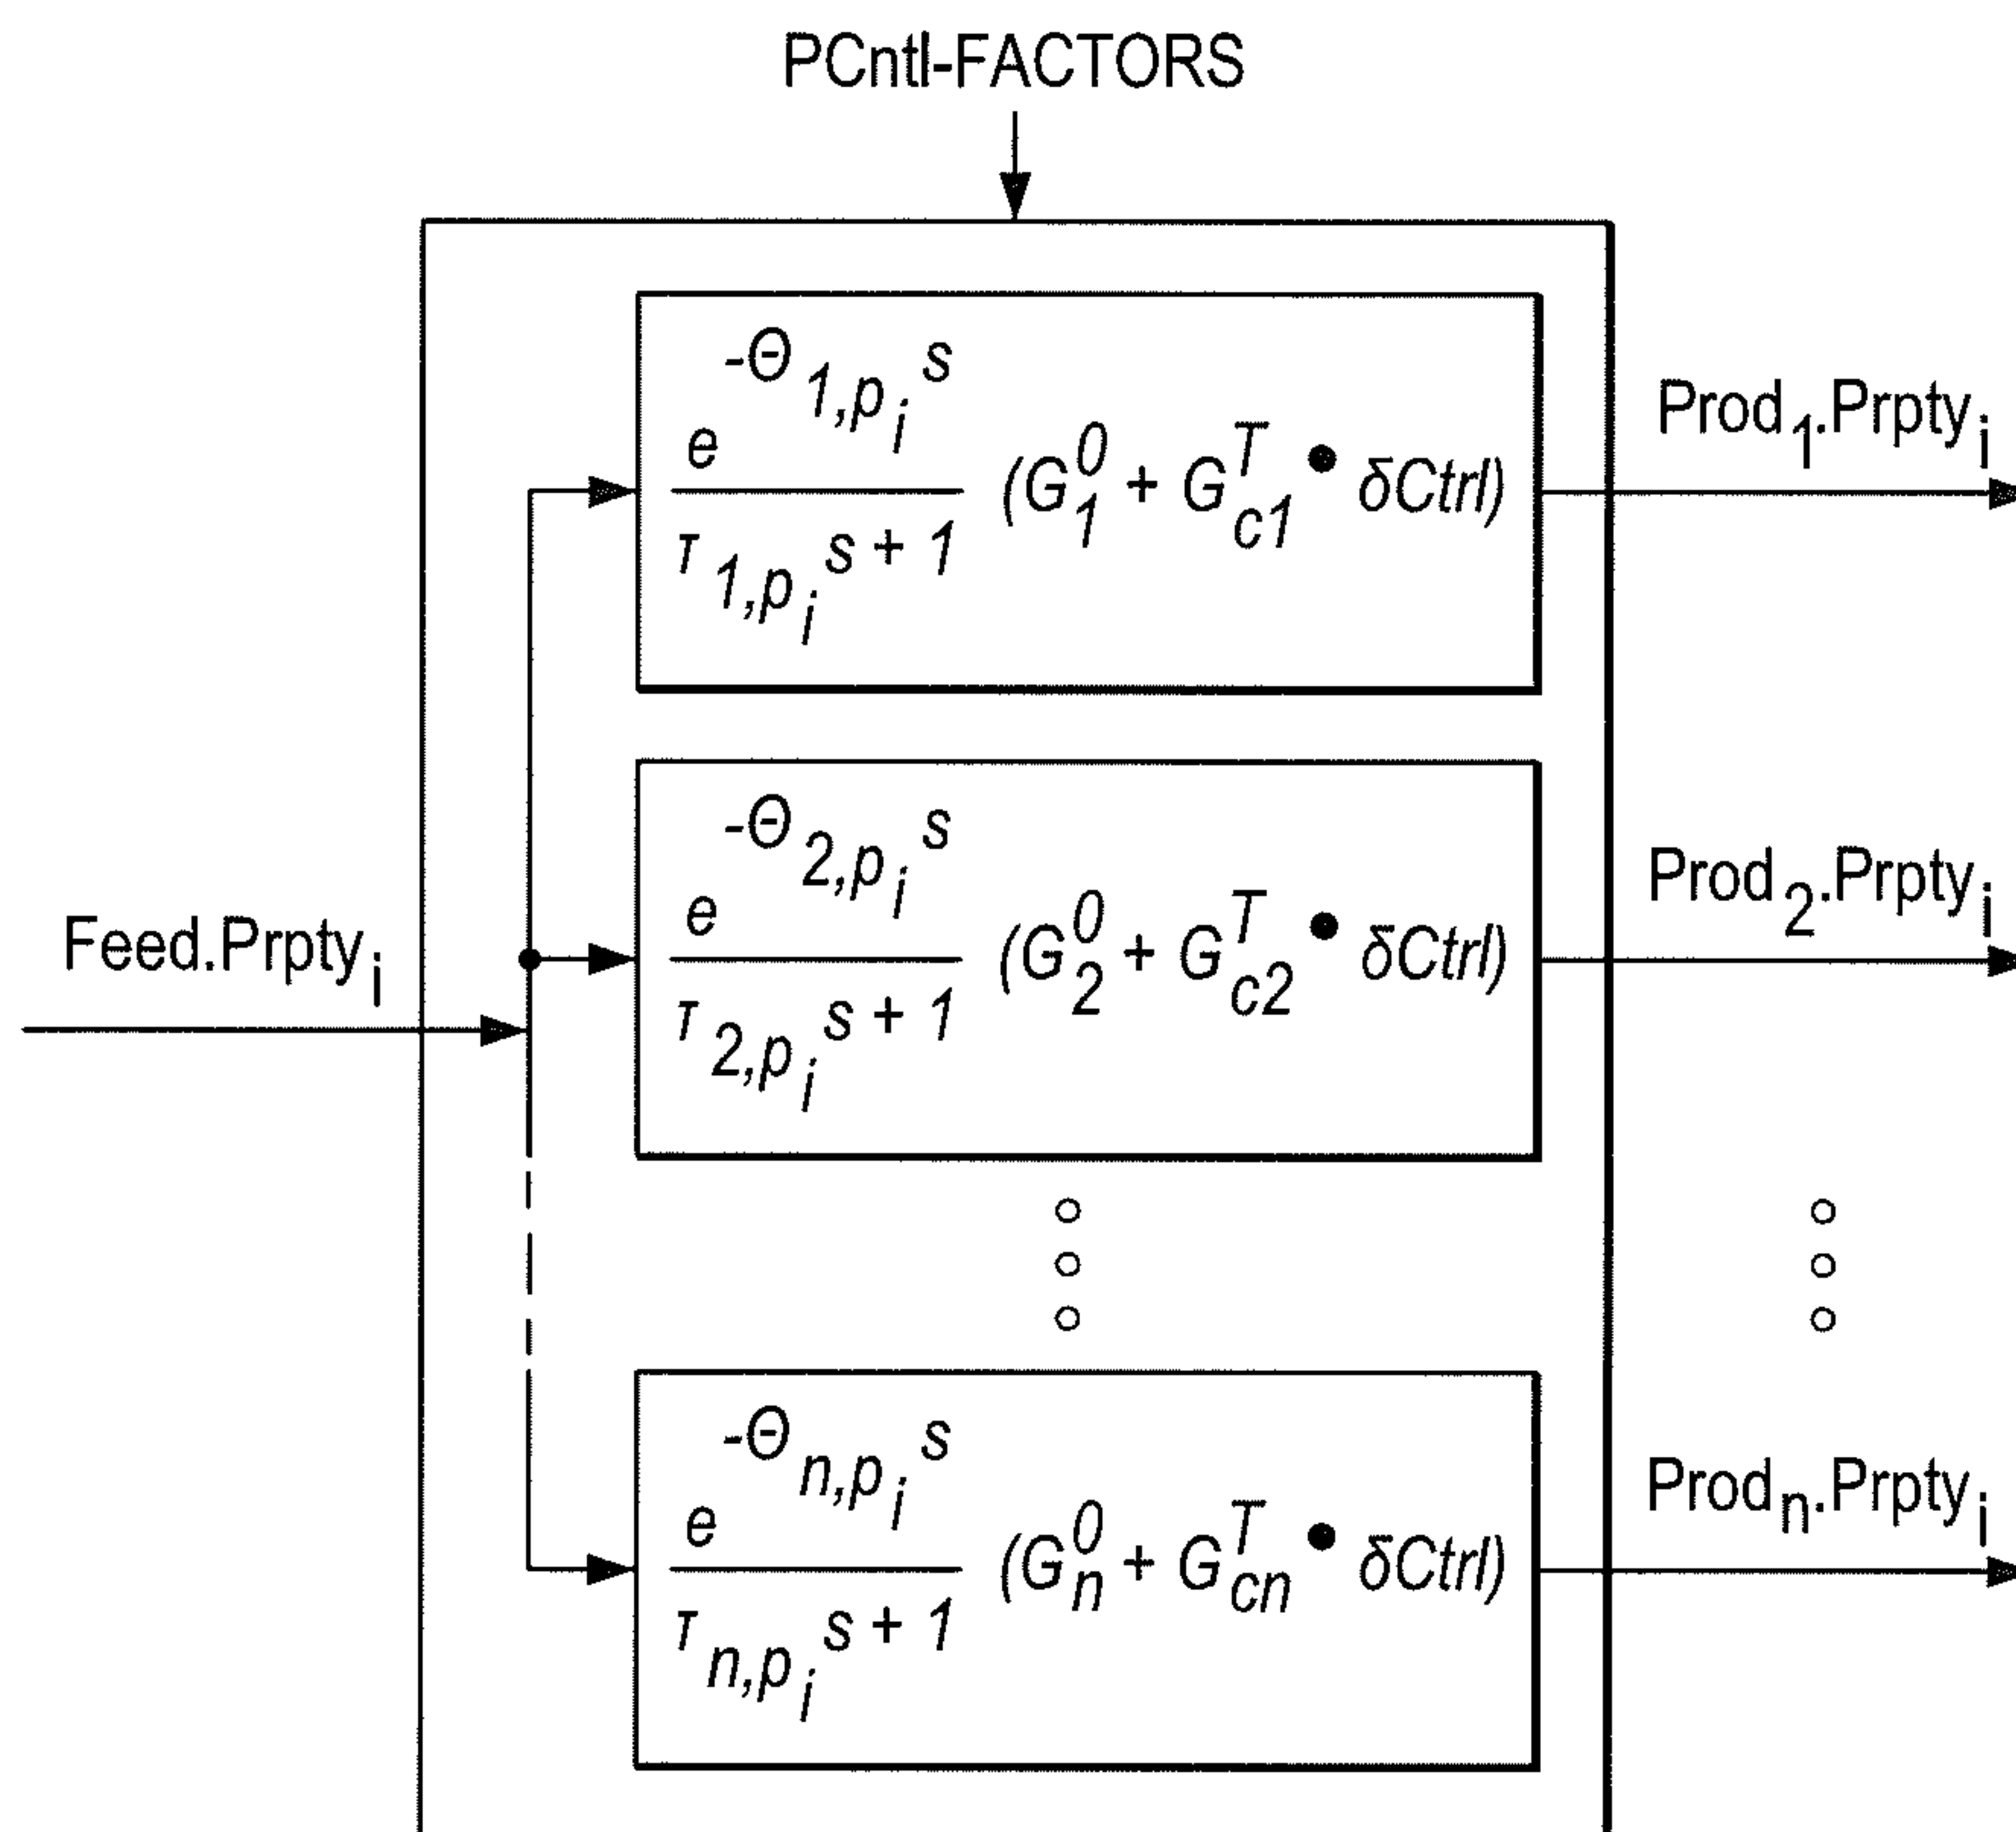 PCntl-FACTORS
e^{-Θ_{1,p_i} s} / τ_{1,p_i} s + 1 (G_1^0 + G_{c1}^T • δCtrl)
Prod_1.Prpty_i
Feed.Prpty_i
e^{-Θ_{2,p_i} s} / τ_{2,p_i} s + 1 (G_2^0 + G_{c2}^T • δCtrl)
Prod_2.Prpty_i
e^{-Θ_{n,p_i} s} / τ_{n,p_i} s + 1 (G_n^0 + G_{cn}^T • δCtrl)
Prod_n.Prpty_i